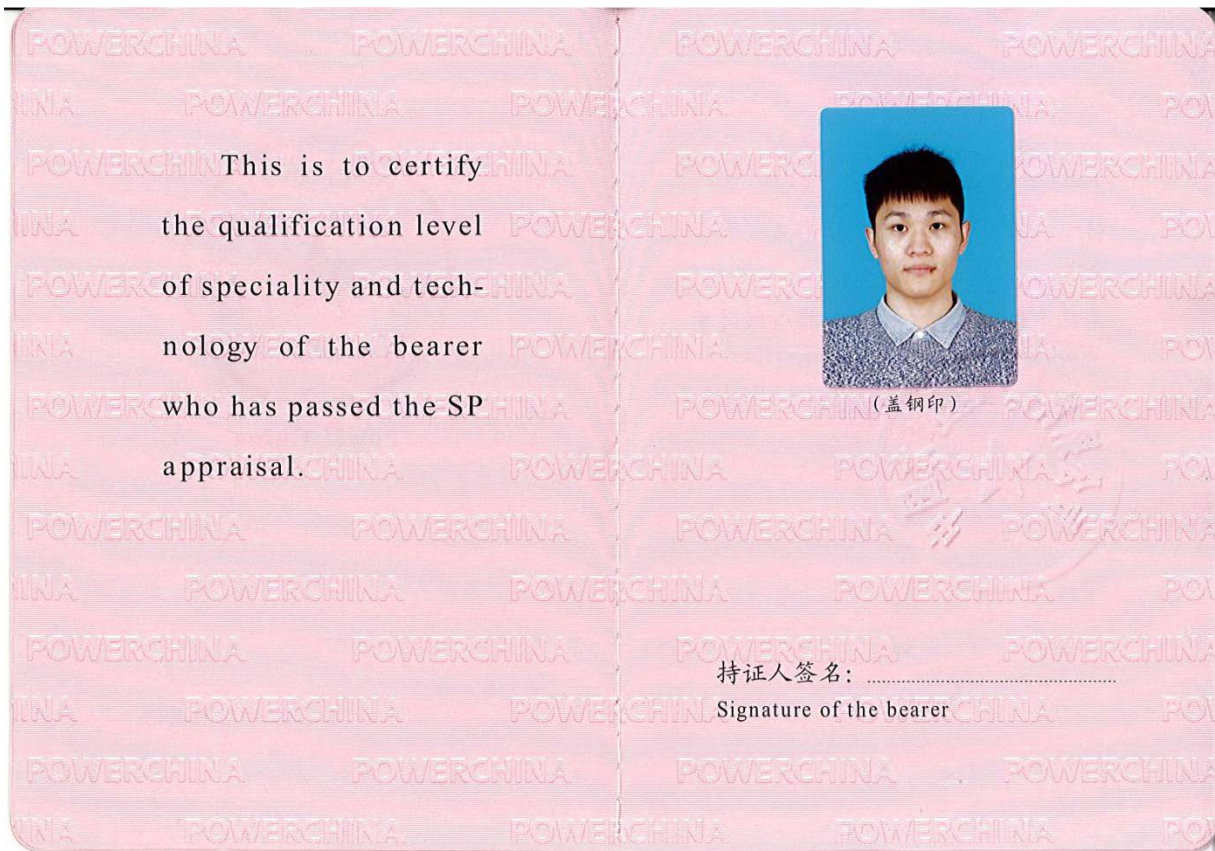 This is to certify
the qualification level
of speciality and tech-
nology of the bearer
who has passed the SP
appraisal.
(盖钢印)
持证人签名:
Signature of the bearer
POWERCHINA